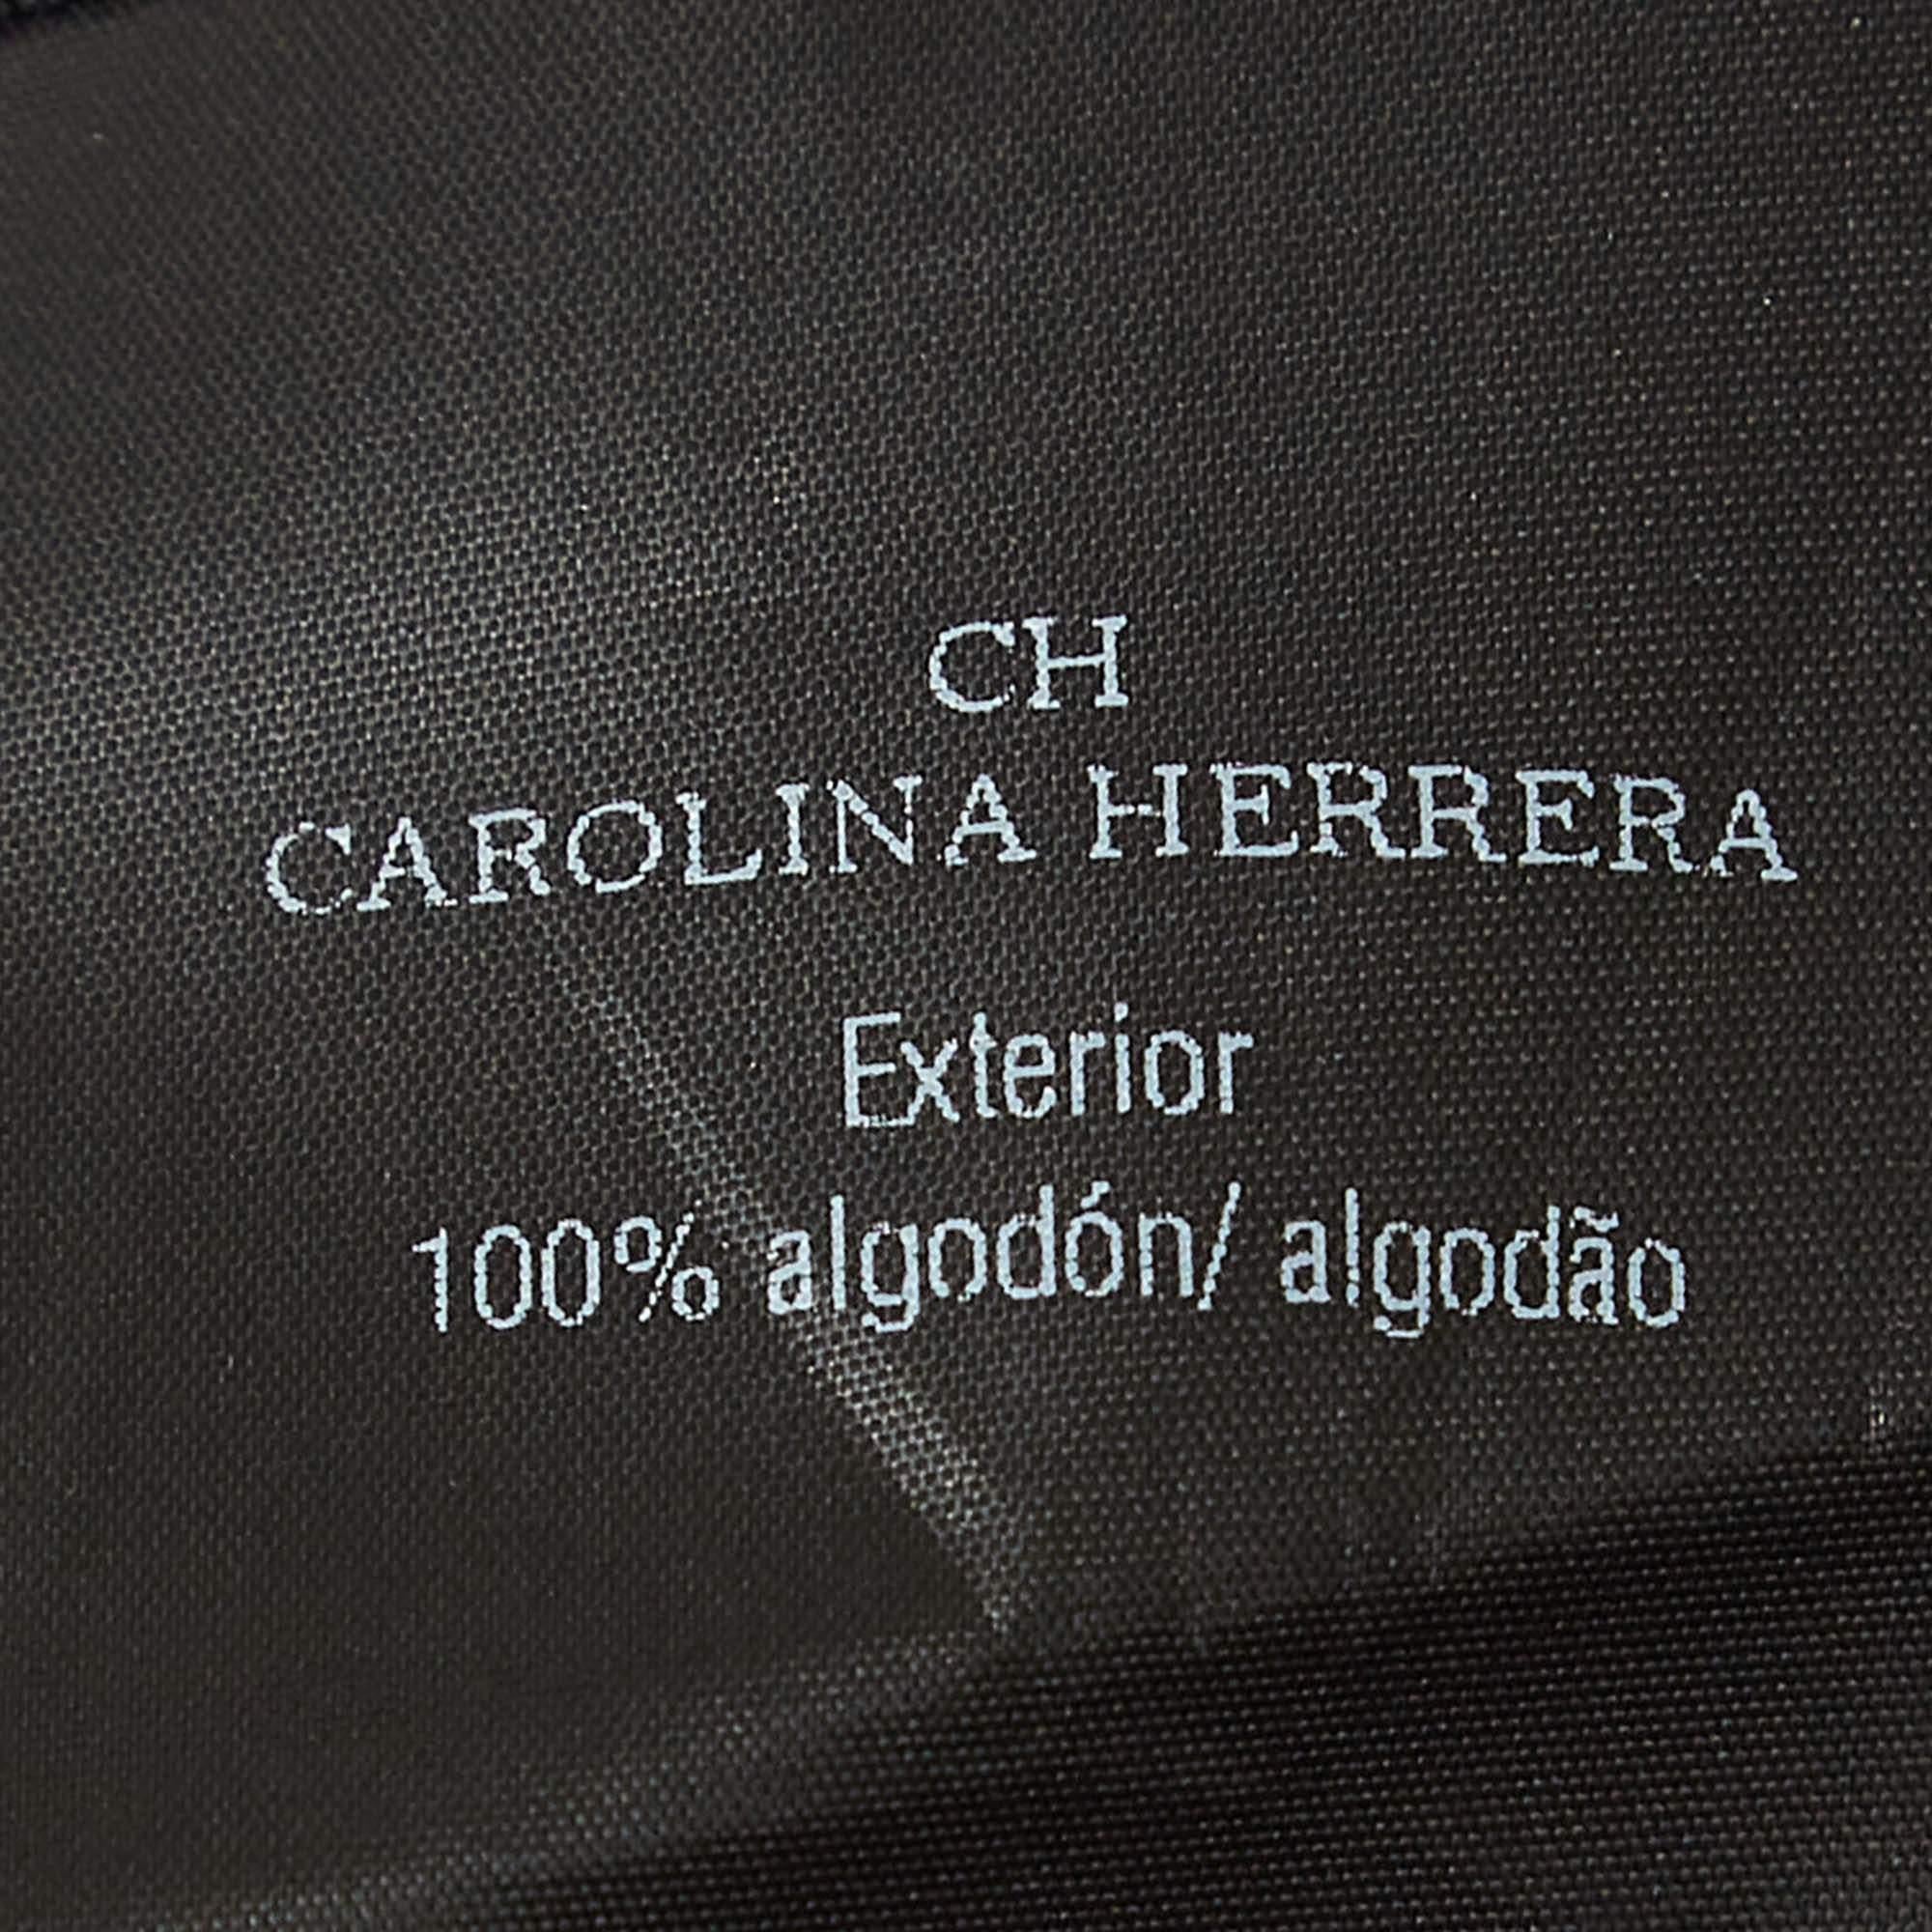 CH
CAROLINA HERRERA
Exterior
100% algodón/ algodão